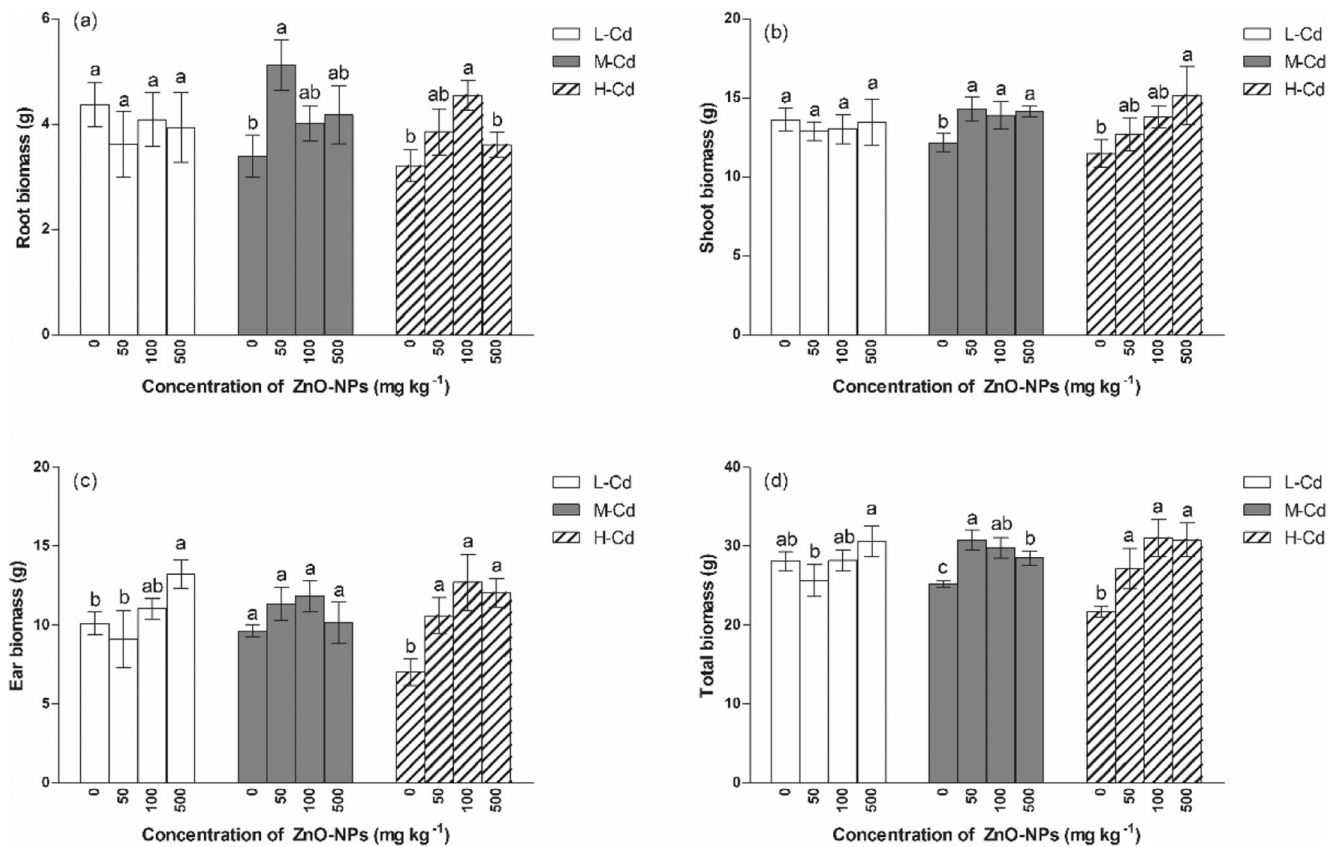 (a)
6
4
2
0
Root biomass (g)
a a a a
b a ab ab
b ab a b
0 50 100 500
0 50 100 500
0 50 100 500
Concentration of ZnO-NPs (mg kg⁻¹)
L-Cd
M-Cd
H-Cd
(b)
20
15
10
5
0
Shoot biomass (g)
a a a a
b a a a
b ab ab a
0 50 100 500
0 50 100 500
0 50 100 500
Concentration of ZnO-NPs (mg kg⁻¹)
L-Cd
M-Cd
H-Cd
(c)
20
15
10
5
0
Ear biomass (g)
b b ab a
a a a a
b a a a
0 50 100 500
0 50 100 500
0 50 100 500
Concentration of ZnO-NPs (mg kg⁻¹)
L-Cd
M-Cd
H-Cd
(d)
40
30
20
10
0
Total biomass (g)
ab b ab a
c a ab b
b a a a
0 50 100 500
0 50 100 500
0 50 100 500
Concentration of ZnO-NPs (mg kg⁻¹)
L-Cd
M-Cd
H-Cd